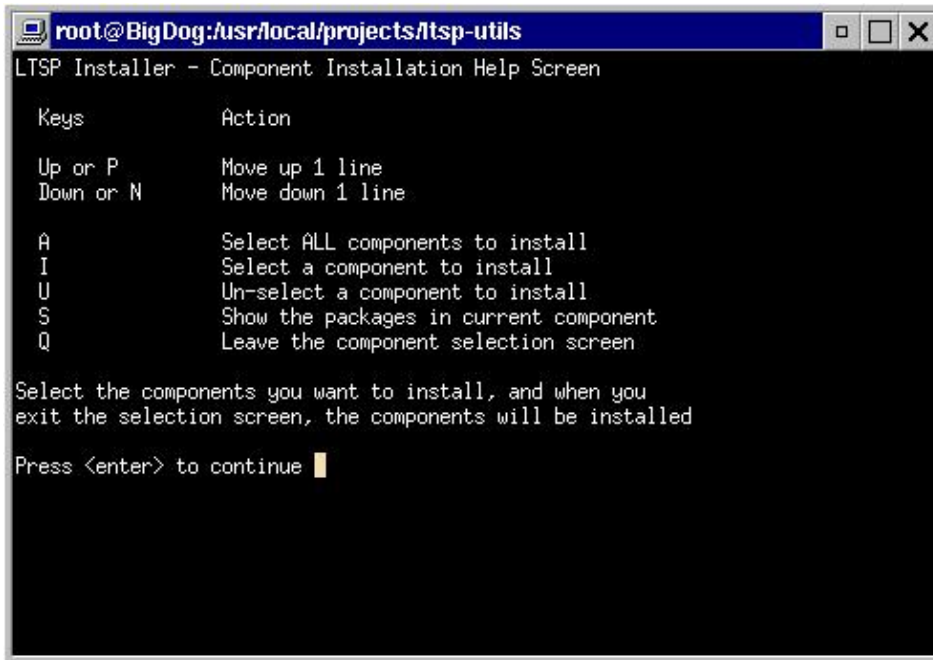 root@BigDog:/usr/local/projects/ltsp-utils
LTSP Installer - Component Installation Help Screen
Keys Action
Up or P Move up 1 line
Down or N Move down 1 line
A Select ALL components to install
I Select a component to install
U Un-select a component to install
S Show the packages in current component
Q Leave the component selection screen
Select the components you want to install, and when you
exit the selection screen, the components will be installed
Press <enter> to continue